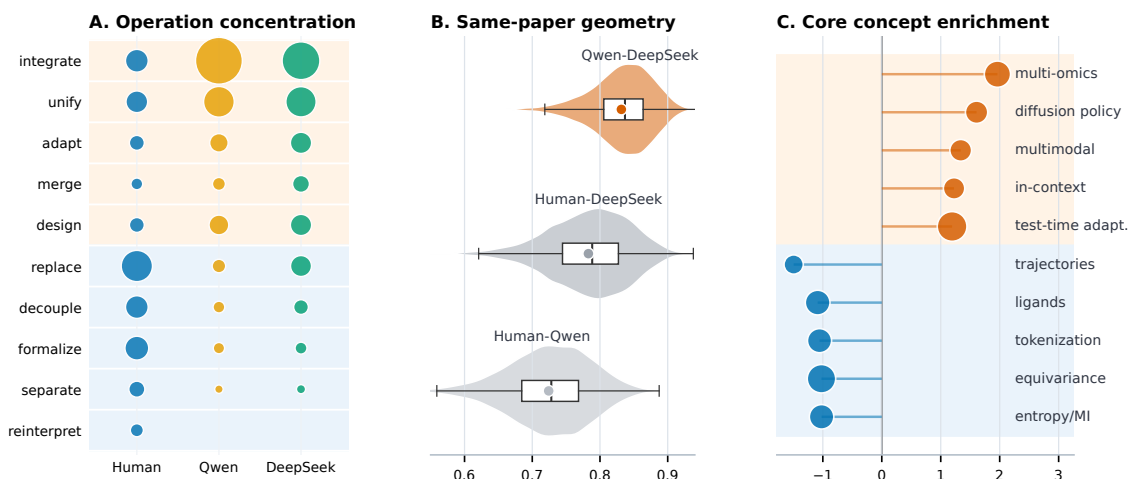 A. Operation concentration
integrate
unify
adapt
merge
design
replace
decouple
formalize
separate
reinterpret
Human Qwen DeepSeek
B. Same-paper geometry
Qwen-DeepSeek
Human-DeepSeek
Human-Qwen
0.6 0.7 0.8 0.9
C. Core concept enrichment
multi-omics
diffusion policy
multimodal
in-context
test-time adapt.
trajectories
ligands
tokenization
equivariance
entropy/MI
−1 0 1 2 3